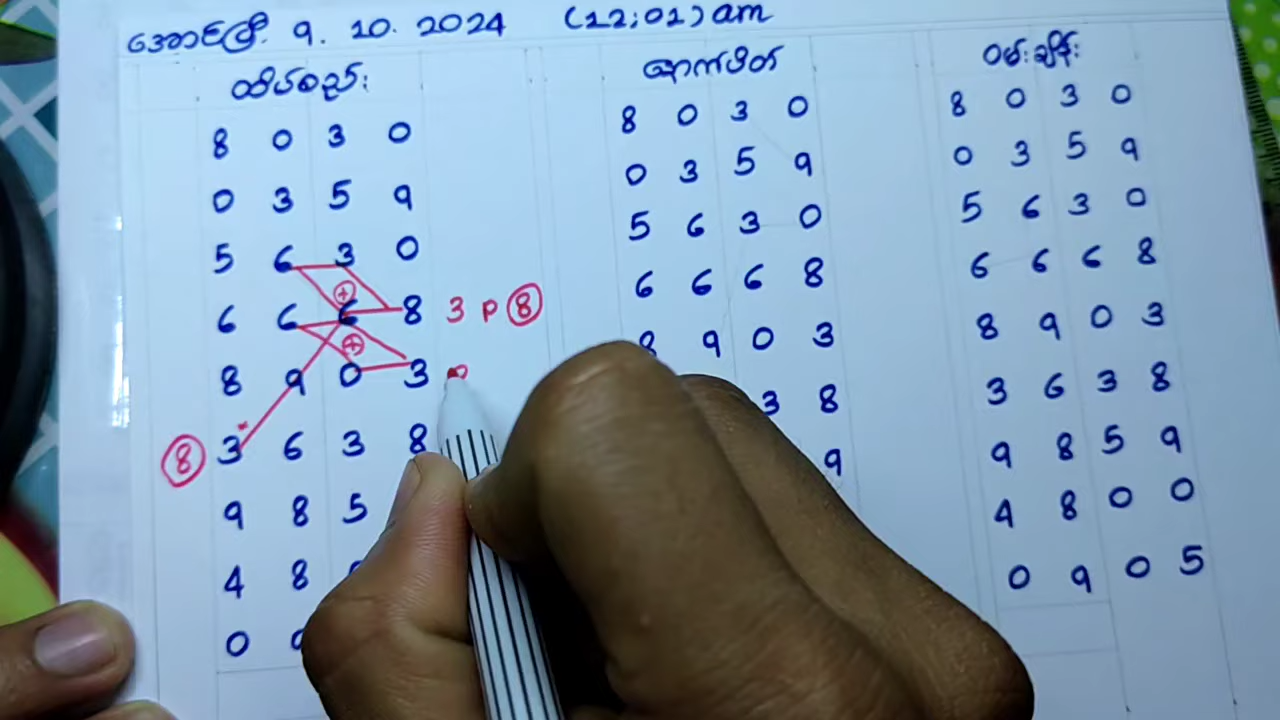 အောင်ပြီ. 9. 10. 2024 (12;01) am
ထိပ်စည်း နောက်ပိတ် ဝမ်းချိန်း
8 0 3 0 8 0 3 0 8 0 3 0
0 3 5 9 0 3 5 9 0 3 5 9
5 6 3 0 5 6 3 0 5 6 3 0
6 6 6 8 3 P 8 6 6 6 8 6 6 6 8
8 9 0 3 8 9 0 3 8 9 0 3
8 3 6 3 8 3 8 3 6 3 8
9 8 5 9 9 8 5 9
4 8 4 8 0 0
0 0 9 0 5